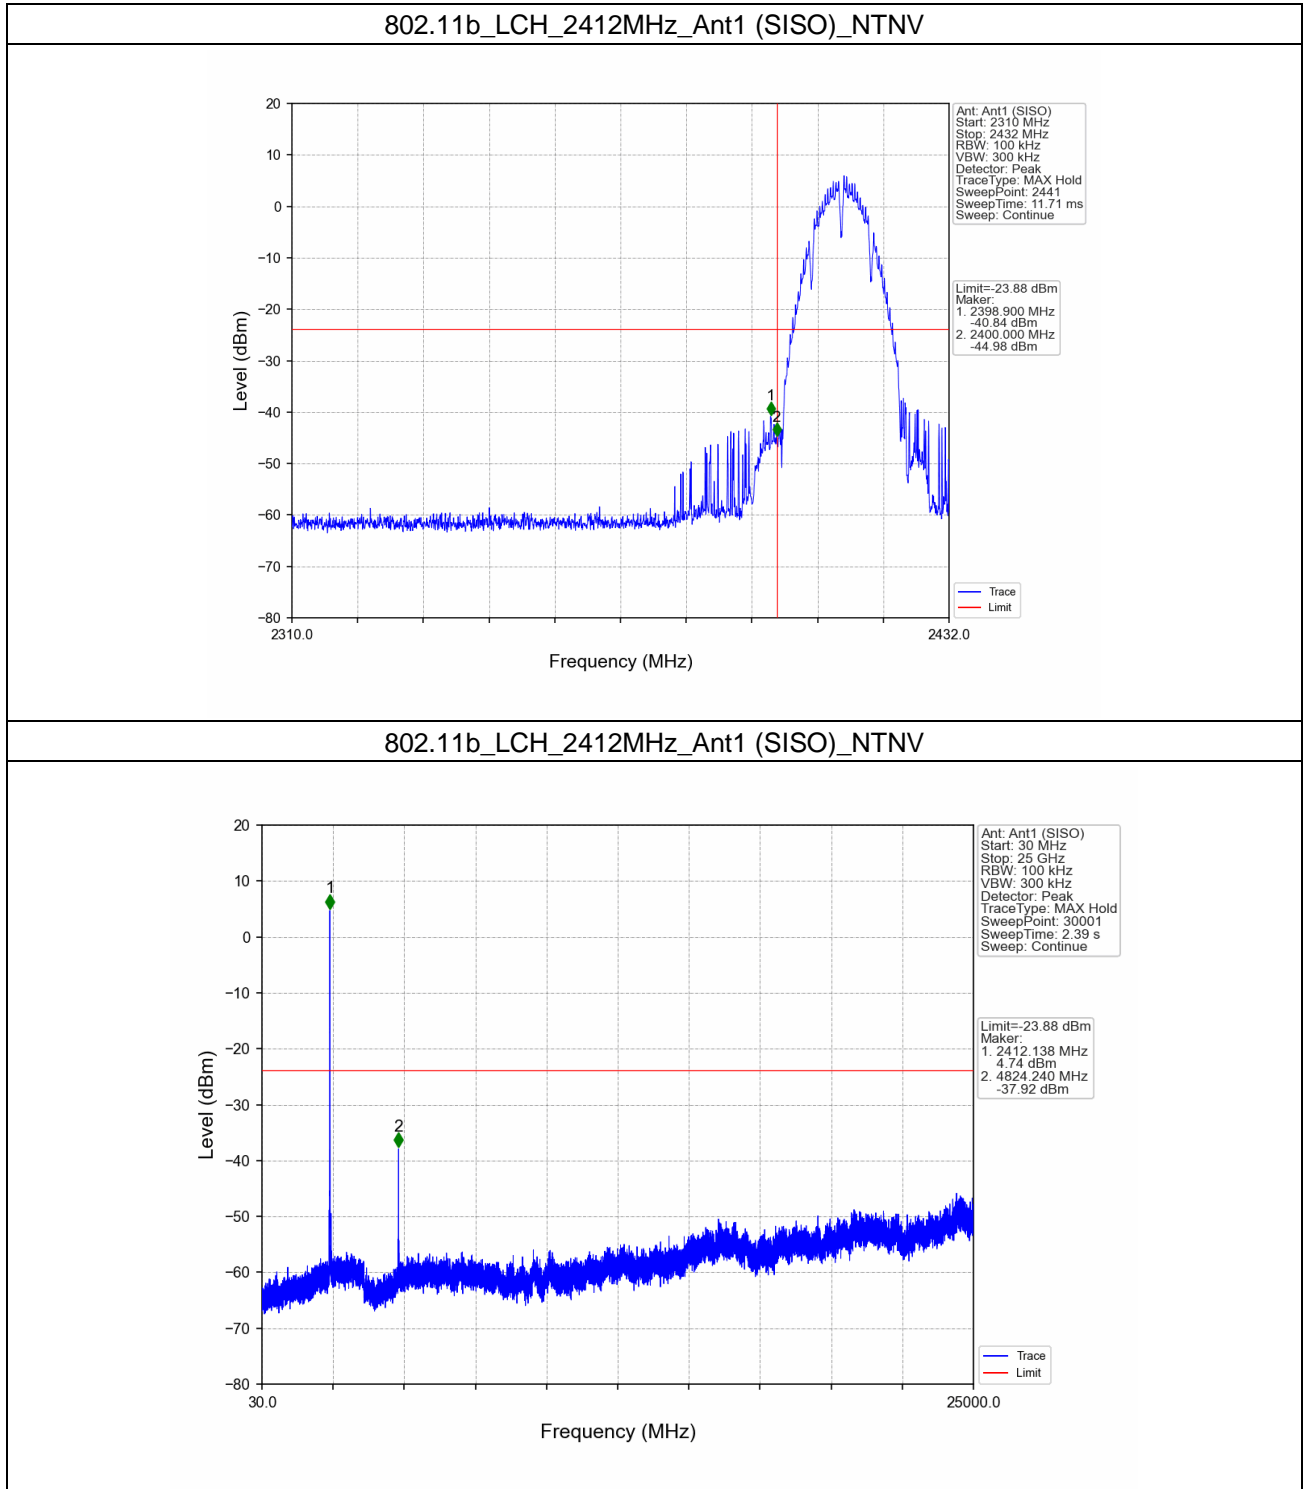 802.11b_LCH_2412MHz_Ant1 (SISO)_NTNV
20
10
0
−10
−20
−30
−40
−50
−60
−70
−80
Level (dBm)
1
2
2310.0
2432.0
Frequency (MHz)
Ant: Ant1 (SISO)
Start: 2310 MHz
Stop: 2432 MHz
RBW: 100 kHz
VBW: 300 kHz
Detector: Peak
TraceType: MAX Hold
SweepPoint: 2441
SweepTime: 11.71 ms
Sweep: Continue
Limit=-23.88 dBm
Maker:
1. 2398.900 MHz
-40.84 dBm
2. 2400.000 MHz
-44.98 dBm
Trace
Limit
802.11b_LCH_2412MHz_Ant1 (SISO)_NTNV
20
10
0
−10
−20
−30
−40
−50
−60
−70
−80
Level (dBm)
1
2
30.0
25000.0
Frequency (MHz)
Ant: Ant1 (SISO)
Start: 30 MHz
Stop: 25 GHz
RBW: 100 kHz
VBW: 300 kHz
Detector: Peak
TraceType: MAX Hold
SweepPoint: 30001
SweepTime: 2.39 s
Sweep: Continue
Limit=-23.88 dBm
Maker:
1. 2412.138 MHz
4.74 dBm
2. 4824.240 MHz
-37.92 dBm
Trace
Limit